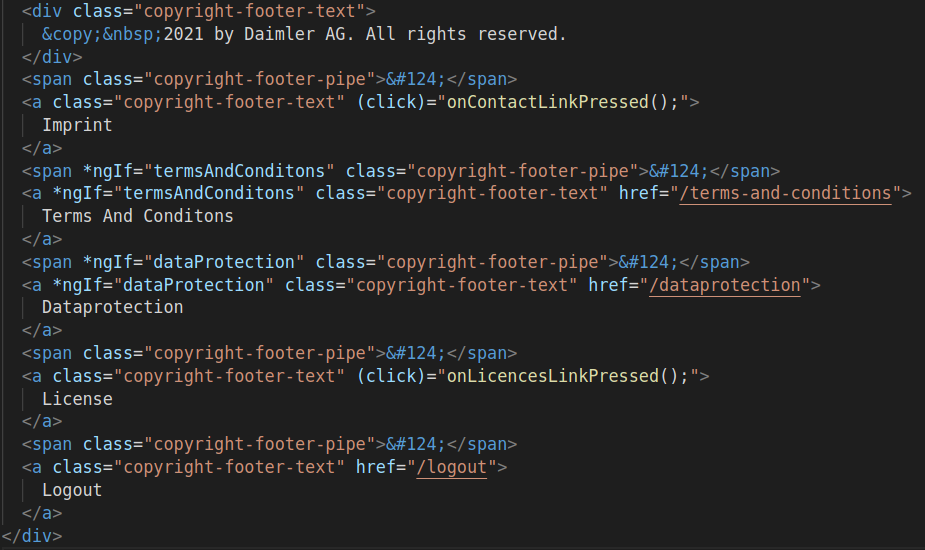 <div class="copyright-footer-text">
&copy;&nbsp;2021 by Daimler AG. All rights reserved.
</div>
<span class="copyright-footer-pipe">&#124;</span>
<a class="copyright-footer-text" (click)="onContactLinkPressed();">
Imprint
</a>
<span *ngIf="termsAndConditons" class="copyright-footer-pipe">&#124;</span>
<a *ngIf="termsAndConditons" class="copyright-footer-text" href="/terms-and-conditions">
Terms And Conditons
</a>
<span *ngIf="dataProtection" class="copyright-footer-pipe">&#124;</span>
<a *ngIf="dataProtection" class="copyright-footer-text" href="/dataprotection">
Dataprotection
</a>
<span class="copyright-footer-pipe">&#124;</span>
<a class="copyright-footer-text" (click)="onLicencesLinkPressed();">
License
</a>
<span class="copyright-footer-pipe">&#124;</span>
<a class="copyright-footer-text" href="/logout">
Logout
</a>
</div>